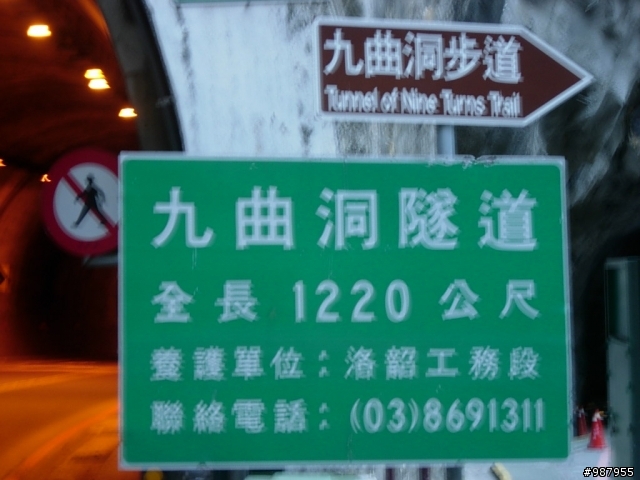 九曲洞步道
Tunnel of Nine Turns Trail
九曲洞隧道
全長 1220 公尺
養護單位：洛韶工務段
聯絡電話：(03)8691311
#987955